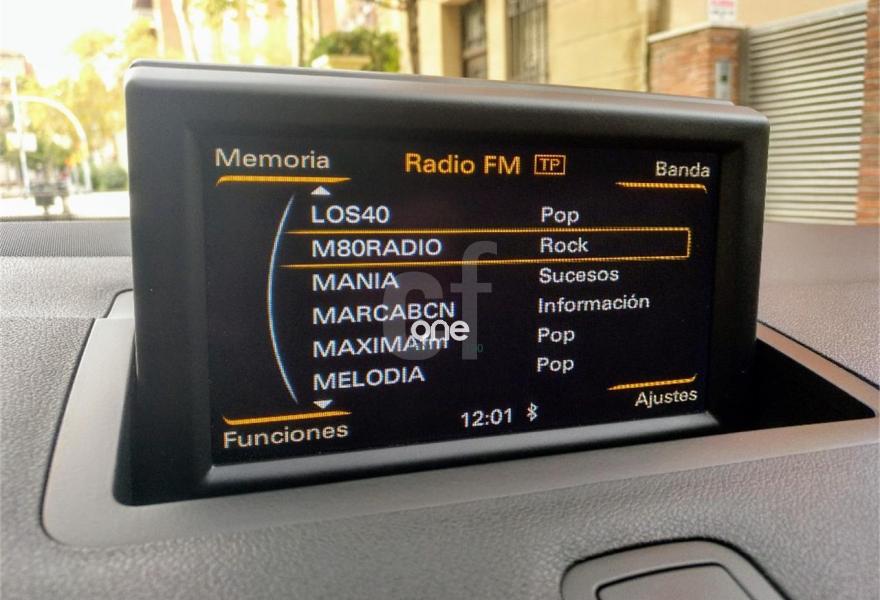 Memoria
Radio FM TP
Banda
LOS40 Pop
M80RADIO Rock
MANIA Sucesos
MARCABCN Información
MAXIMAfm Pop
MELODIA Pop
Funciones
12:01
Ajustes
cf
one